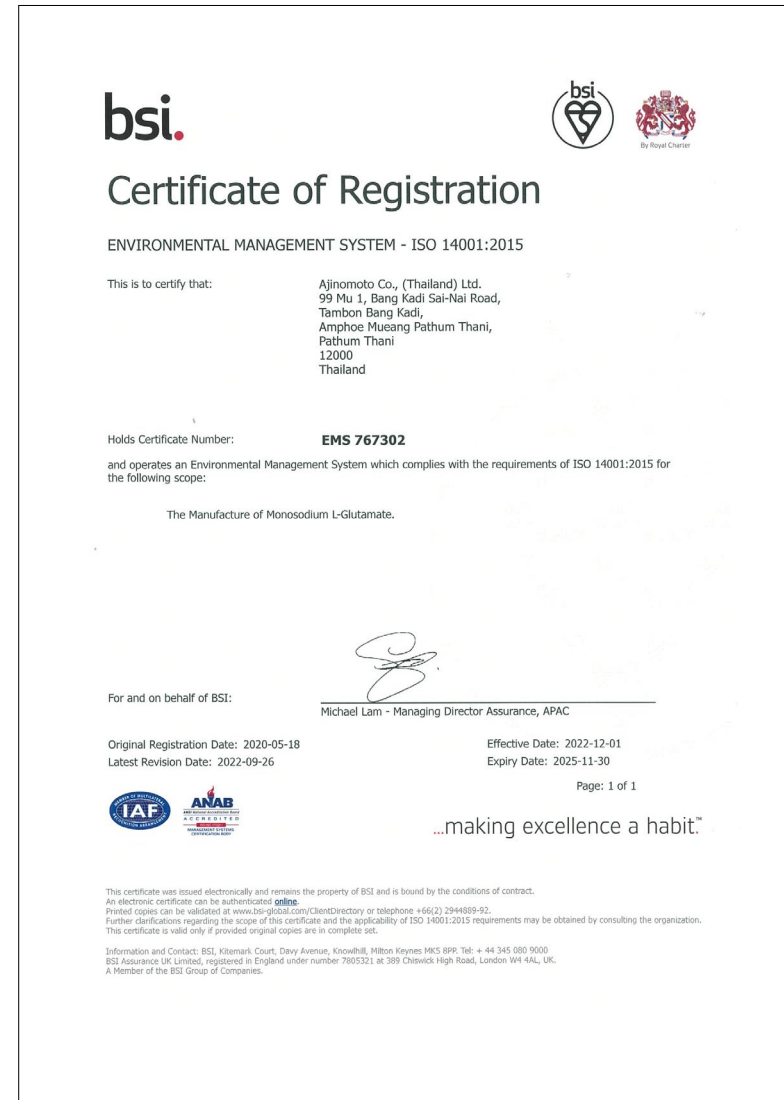 bsi.
bsi
By Royal Charter
Certificate of Registration
ENVIRONMENTAL MANAGEMENT SYSTEM - ISO 14001:2015
This is to certify that:
Ajinomoto Co., (Thailand) Ltd.
99 Mu 1, Bang Kadi Sai-Nai Road,
Tambon Bang Kadi,
Amphoe Mueang Pathum Thani,
Pathum Thani
12000
Thailand
Holds Certificate Number:
EMS 767302
and operates an Environmental Management System which complies with the requirements of ISO 14001:2015 for
the following scope:
The Manufacture of Monosodium L-Glutamate.
For and on behalf of BSI:
Michael Lam - Managing Director Assurance, APAC
Original Registration Date: 2020-05-18
Effective Date: 2022-12-01
Latest Revision Date: 2022-09-26
Expiry Date: 2025-11-30
Page: 1 of 1
MEMBER OF MULTILATERAL
IAF
RECOGNITION ARRANGEMENT
ANAB
ANSI National Accreditation Board
ACCREDITED
MANAGEMENT SYSTEMS
CERTIFICATION BODY
...making excellence a habit.™
This certificate was issued electronically and remains the property of BSI and is bound by the conditions of contract.
An electronic certificate can be authenticated online.
Printed copies can be validated at www.bsi-global.com/ClientDirectory or telephone +66(2) 2944889-92.
Further clarifications regarding the scope of this certificate and the applicability of ISO 14001:2015 requirements may be obtained by consulting the organization.
This certificate is valid only if provided original copies are in complete set.
Information and Contact: BSI, Kitemark Court, Davy Avenue, Knowlhill, Milton Keynes MK5 8PP. Tel: + 44 345 080 9000
BSI Assurance UK Limited, registered in England under number 7805321 at 389 Chiswick High Road, London W4 4AL, UK.
A Member of the BSI Group of Companies.